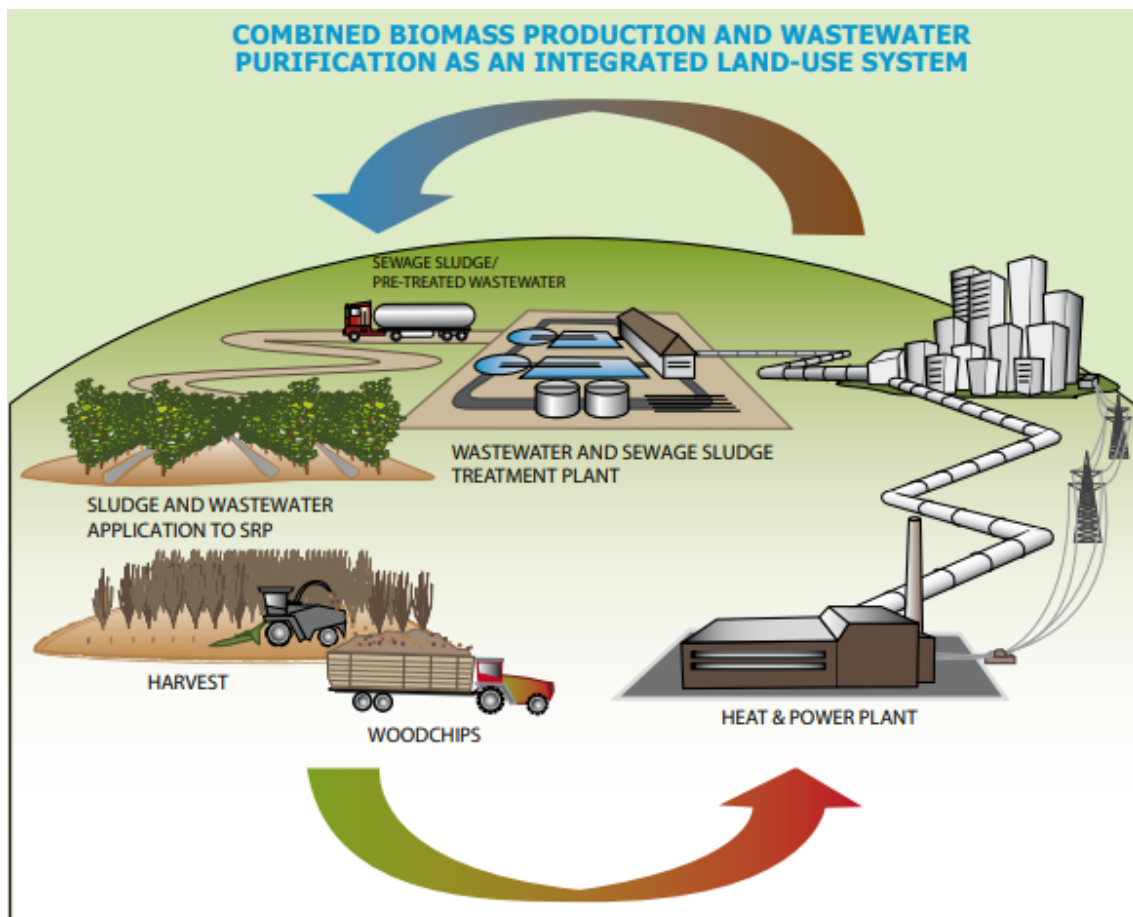 COMBINED BIOMASS PRODUCTION AND WASTEWATER
PURIFICATION AS AN INTEGRATED LAND-USE SYSTEM
SEWAGE SLUDGE/
PRE-TREATED WASTEWATER
WASTEWATER AND SEWAGE SLUDGE
TREATMENT PLANT
SLUDGE AND WASTEWATER
APPLICATION TO SRP
HARVEST
WOODCHIPS
HEAT & POWER PLANT